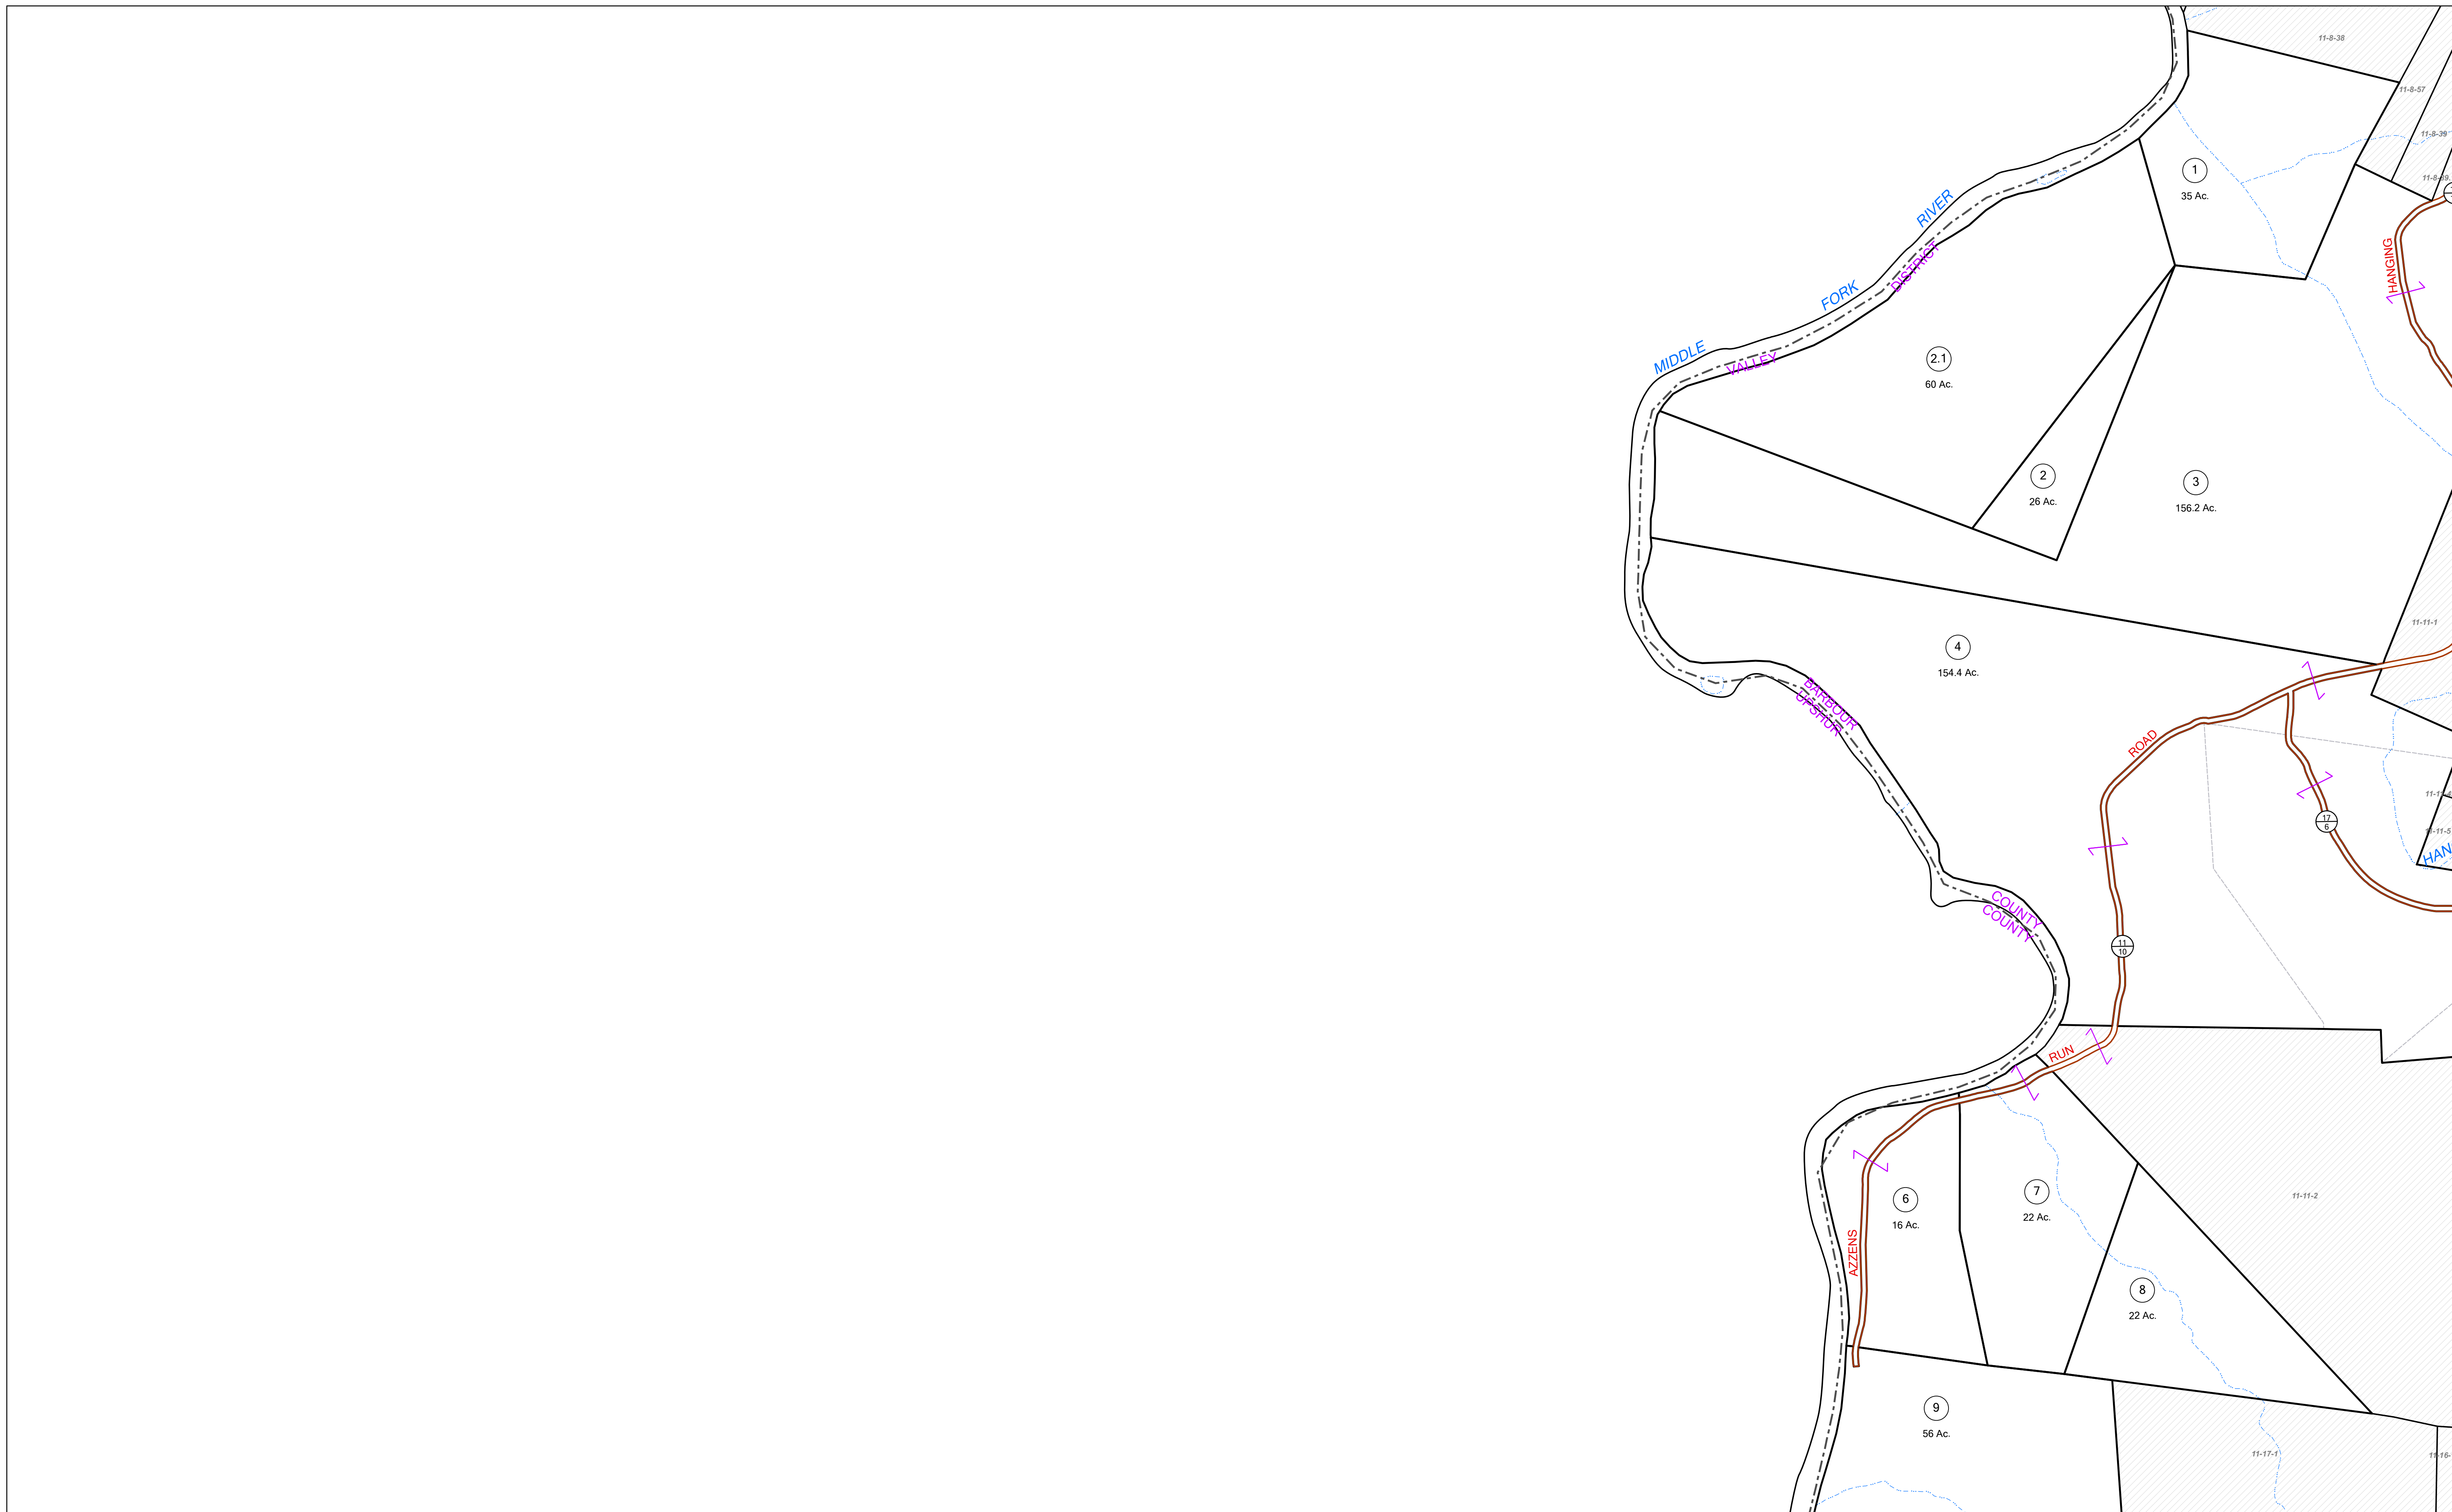 11-8-38
11-8-57
11-8-39
1
35 Ac.
RIVER
DISTRICT
HANGING
FORK
MIDDLE
VALLEY
2.1
60 Ac.
2
26 Ac.
3
156.2 Ac.
11-11-1
4
154.4 Ac.
BARBOUR
UPSHUR
ROAD
17
6
11-11-5
COUNTY
COUNTY
11
10
RUN
11-11-2
6
16 Ac.
7
22 Ac.
AZZENS
8
22 Ac.
9
56 Ac.
11-17-1